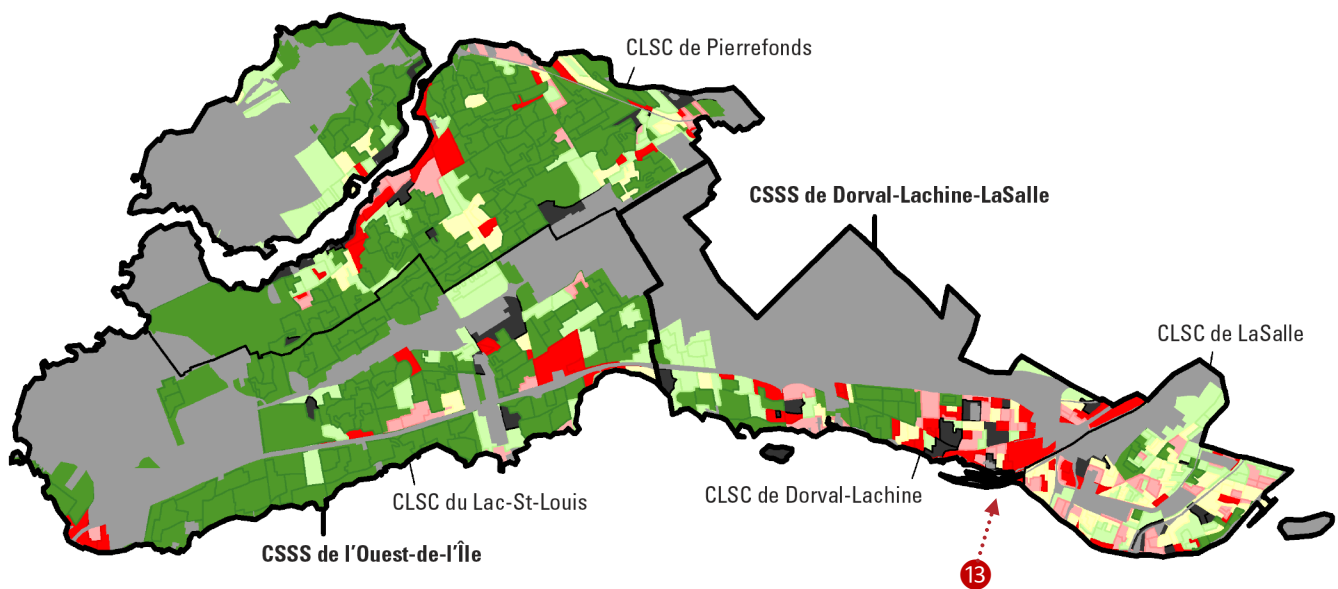 CLSC de Pierrefonds
CSSS de Dorval-Lachine-LaSalle
CLSC de LaSalle
CLSC du Lac-St-Louis
CLSC de Dorval-Lachine
CSSS de l'Ouest-de-l'Île
13